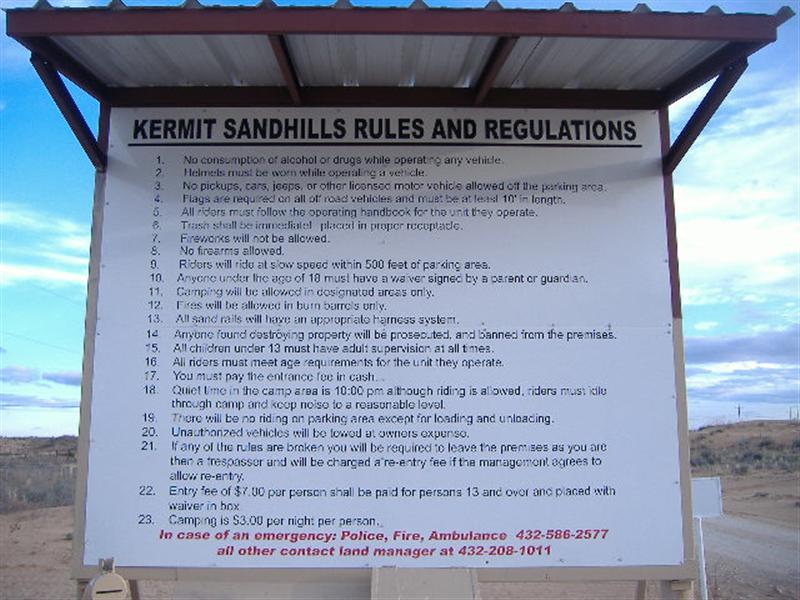 KERMIT SANDHILLS RULES AND REGULATIONS
1. No consumption of alcohol or drugs while operating any vehicle.
2. Helmets must be worn while operating a vehicle.
3. No pickups, cars, jeeps, or other licensed motor vehicle allowed off the parking area.
4. Flags are required on all off road vehicles and must be at least 10' in length.
5. All riders must follow the operating handbook for the unit they operate.
6. Trash shall be immediatel placed in proper receptacle.
7. Fireworks will not be allowed.
8. No firearms allowed.
9. Riders will ride at slow speed within 500 feet of parking area.
10. Anyone under the age of 18 must have a waiver signed by a parent or guardian.
11. Camping will be allowed in designated areas only.
12. Fires will be allowed in burn barrels only.
13. All sand rails will have an appropriate harness system.
14. Anyone found destroying property will be prosecuted, and banned from the premises.
15. All children under 13 must have adult supervision at all times.
16. All riders must meet age requirements for the unit they operate.
17. You must pay the entrance fee in cash.
18. Quiet time in the camp area is 10:00 pm although riding is allowed, riders must idle
through camp and keep noise to a reasonable level.
19. There will be no riding on parking area except for loading and unloading.
20. Unauthorized vehicles will be towed at owners expense.
21. If any of the rules are broken you will be required to leave the premises as you are
then a trespasser and will be charged a re-entry fee if the management agrees to
allow re-entry.
22. Entry fee of $7.00 per person shall be paid for persons 13 and over and placed with
waiver in box.
23. Camping is $3.00 per night per person.
In case of an emergency: Police, Fire, Ambulance 432-586-2577
all other contact land manager at 432-208-1011